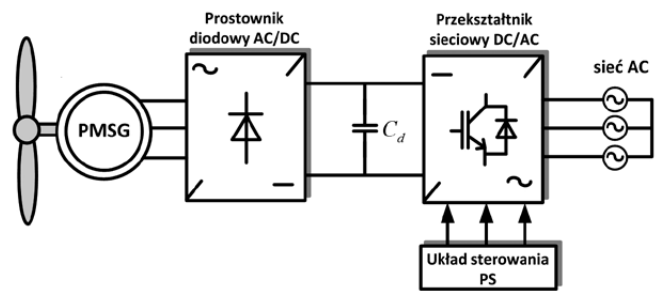 Prostownik
diodowy AC/DC
Przekształtnik
sieciowy DC/AC
sieć AC
PMSG
C_d
Układ sterowania
PS